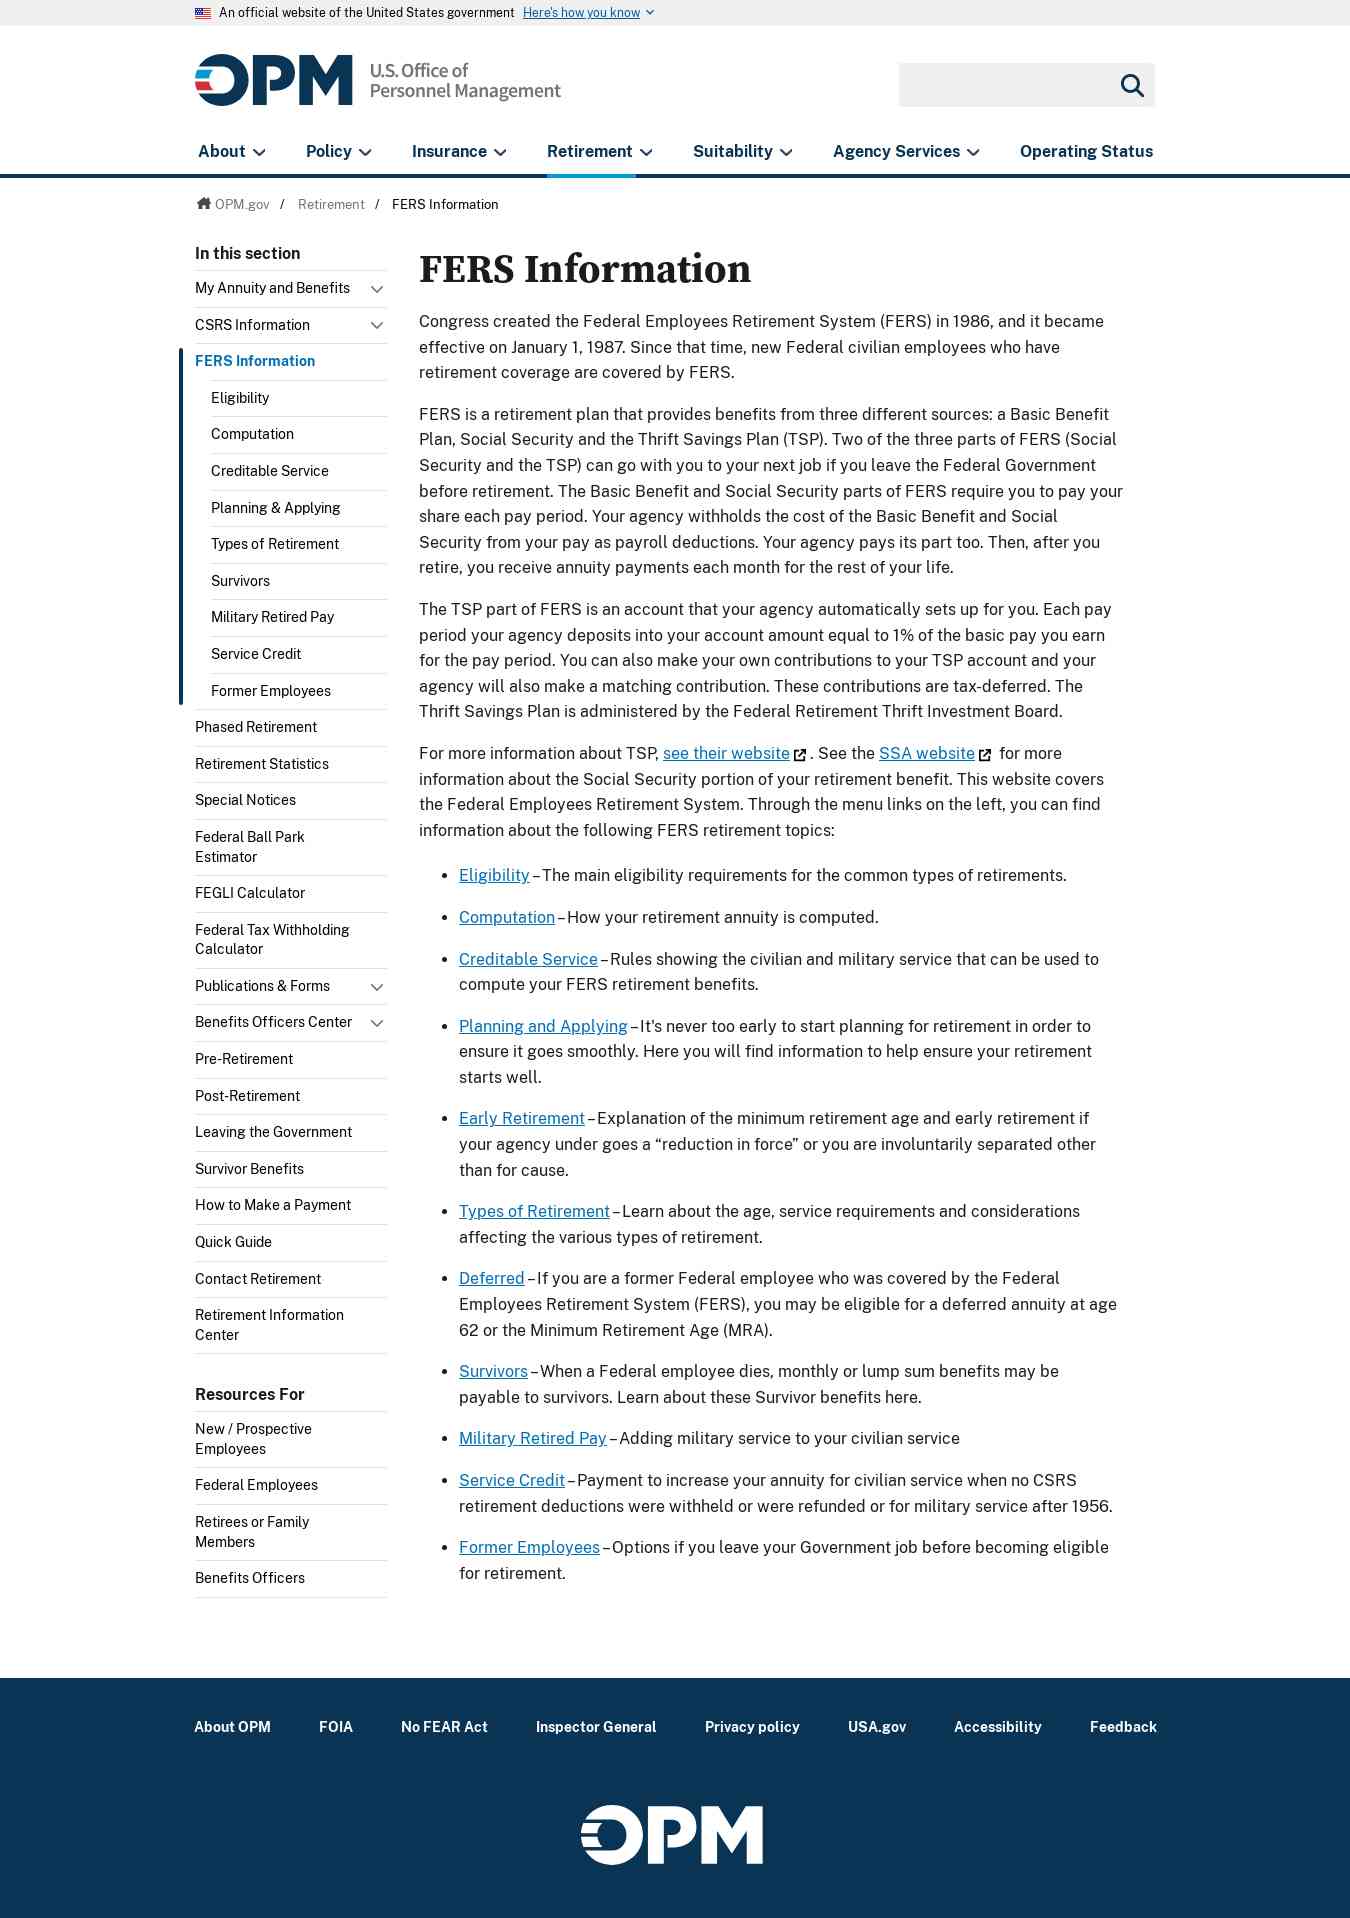 An official website of the United States government Here's how you know
OPM U.S. Office of
Personnel Management
About Policy Insurance Retirement Suitability Agency Services Operating Status
OPM.gov / Retirement / FERS Information
In this section
My Annuity and Benefits
CSRS Information
FERS Information
Eligibility
Computation
Creditable Service
Planning & Applying
Types of Retirement
Survivors
Military Retired Pay
Service Credit
Former Employees
Phased Retirement
Retirement Statistics
Special Notices
Federal Ball Park
Estimator
FEGLI Calculator
Federal Tax Withholding
Calculator
Publications & Forms
Benefits Officers Center
Pre-Retirement
Post-Retirement
Leaving the Government
Survivor Benefits
How to Make a Payment
Quick Guide
Contact Retirement
Retirement Information
Center
Resources For
New / Prospective
Employees
Federal Employees
Retirees or Family
Members
Benefits Officers
FERS Information
Congress created the Federal Employees Retirement System (FERS) in 1986, and it became
effective on January 1, 1987. Since that time, new Federal civilian employees who have
retirement coverage are covered by FERS.
FERS is a retirement plan that provides benefits from three different sources: a Basic Benefit
Plan, Social Security and the Thrift Savings Plan (TSP). Two of the three parts of FERS (Social
Security and the TSP) can go with you to your next job if you leave the Federal Government
before retirement. The Basic Benefit and Social Security parts of FERS require you to pay your
share each pay period. Your agency withholds the cost of the Basic Benefit and Social
Security from your pay as payroll deductions. Your agency pays its part too. Then, after you
retire, you receive annuity payments each month for the rest of your life.
The TSP part of FERS is an account that your agency automatically sets up for you. Each pay
period your agency deposits into your account amount equal to 1% of the basic pay you earn
for the pay period. You can also make your own contributions to your TSP account and your
agency will also make a matching contribution. These contributions are tax-deferred. The
Thrift Savings Plan is administered by the Federal Retirement Thrift Investment Board.
For more information about TSP, see their website . See the SSA website for more
information about the Social Security portion of your retirement benefit. This website covers
the Federal Employees Retirement System. Through the menu links on the left, you can find
information about the following FERS retirement topics:
• Eligibility – The main eligibility requirements for the common types of retirements.
• Computation – How your retirement annuity is computed.
• Creditable Service – Rules showing the civilian and military service that can be used to
compute your FERS retirement benefits.
• Planning and Applying – It's never too early to start planning for retirement in order to
ensure it goes smoothly. Here you will find information to help ensure your retirement
starts well.
• Early Retirement – Explanation of the minimum retirement age and early retirement if
your agency under goes a “reduction in force” or you are involuntarily separated other
than for cause.
• Types of Retirement – Learn about the age, service requirements and considerations
affecting the various types of retirement.
• Deferred – If you are a former Federal employee who was covered by the Federal
Employees Retirement System (FERS), you may be eligible for a deferred annuity at age
62 or the Minimum Retirement Age (MRA).
• Survivors – When a Federal employee dies, monthly or lump sum benefits may be
payable to survivors. Learn about these Survivor benefits here.
• Military Retired Pay – Adding military service to your civilian service
• Service Credit – Payment to increase your annuity for civilian service when no CSRS
retirement deductions were withheld or were refunded or for military service after 1956.
• Former Employees – Options if you leave your Government job before becoming eligible
for retirement.
About OPM FOIA No FEAR Act Inspector General Privacy policy USA.gov Accessibility Feedback
OPM